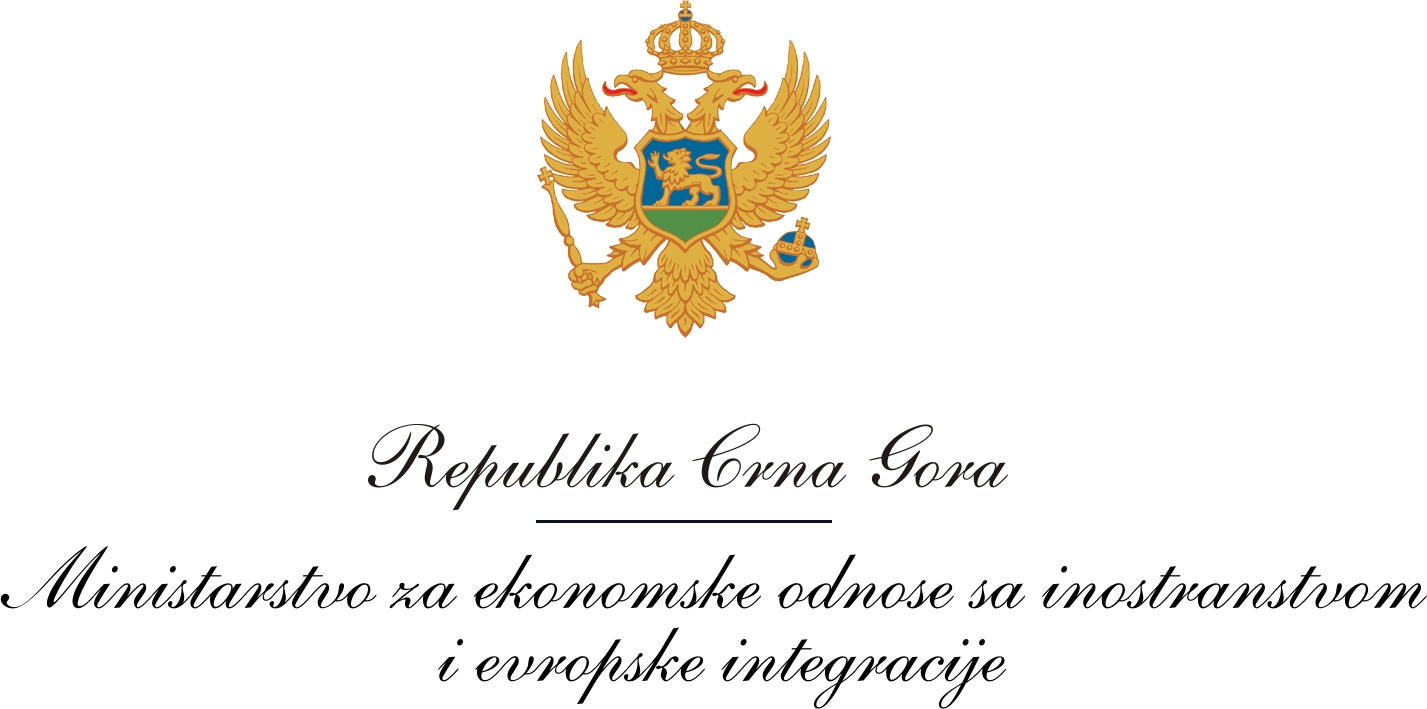 Republika Crna Gora
Ministarstvo za ekonomske odnose sa inostranstvom
i evropske integracije